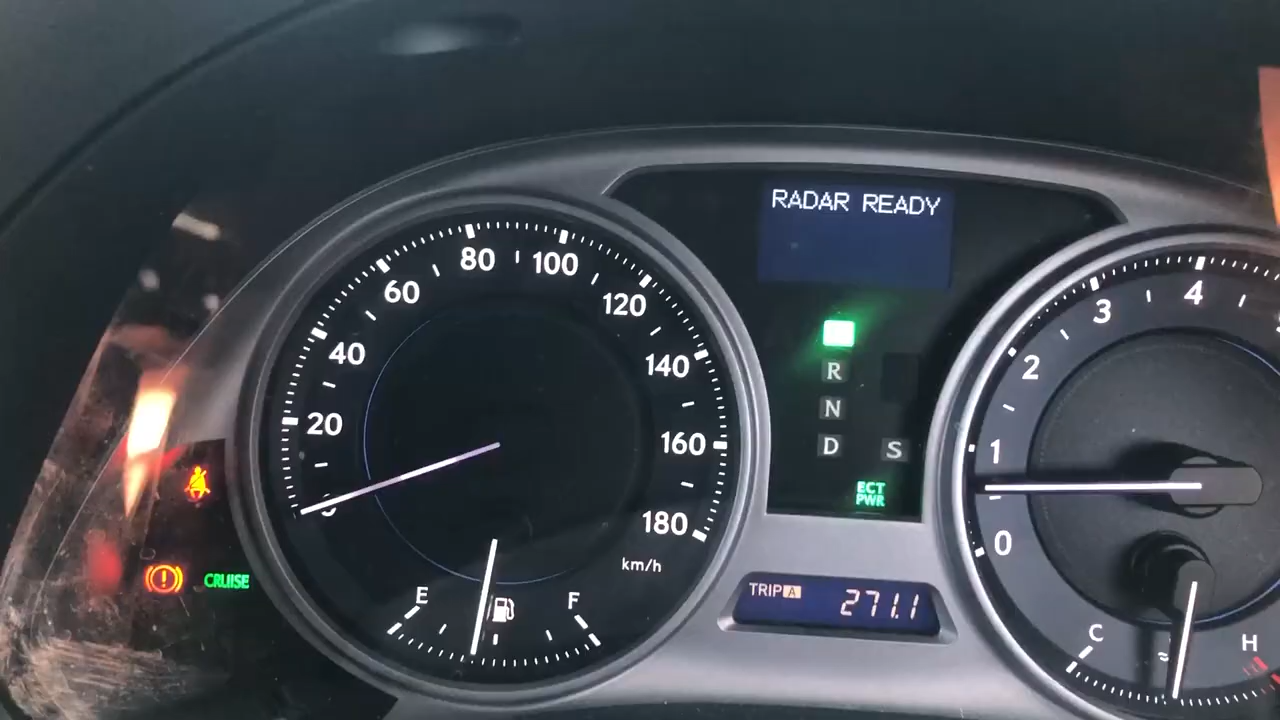 RADAR READY
80
100
60
120
40
140
20
160
180
km/h
E
F
R
N
D
S
ECT
PWR
CRUISE
TRIP A
271.1
4
3
2
1
0
C
H